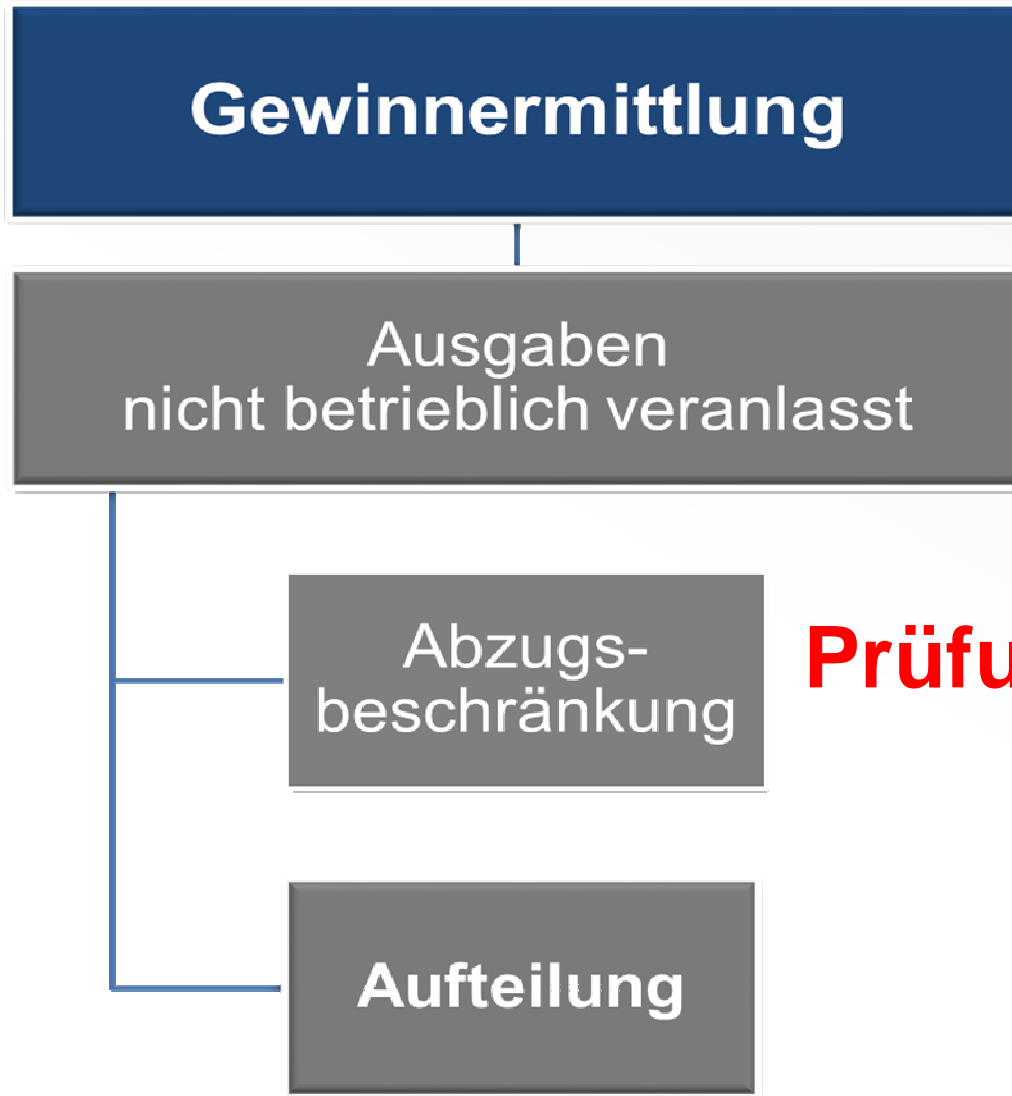 Gewinnermittlung
Ausgaben
nicht betrieblich veranlasst
Abzugs-
beschränkung
Prüfu
Aufteilung